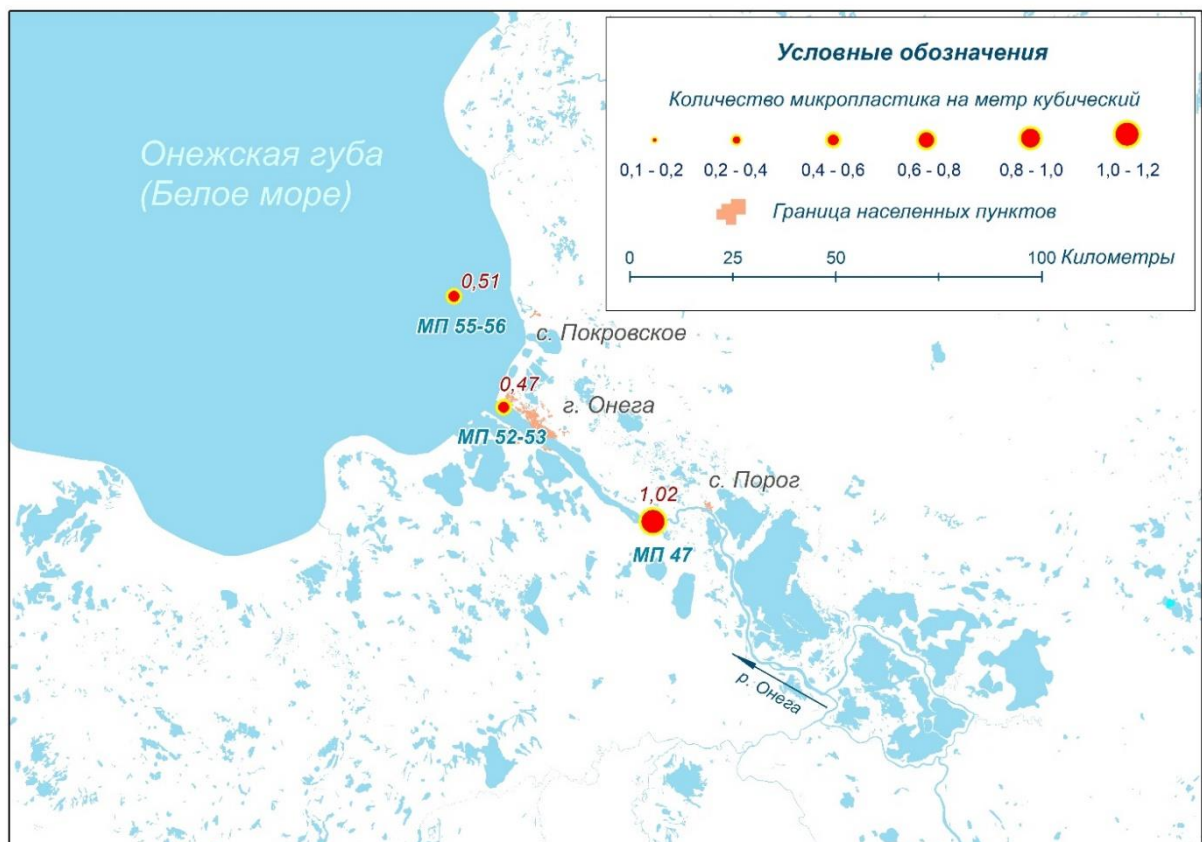 Условные обозначения
Количество микропластика на метр кубический
0,1 - 0,2 0,2 - 0,4 0,4 - 0,6 0,6 - 0,8 0,8 - 1,0 1,0 - 1,2
Граница населенных пунктов
0 25 50 100 Километры
Онежская губа
(Белое море)
0,51
МП 55-56
с. Покровское
0,47
г. Онега
МП 52-53
с. Порог
1,02
МП 47
р. Онега